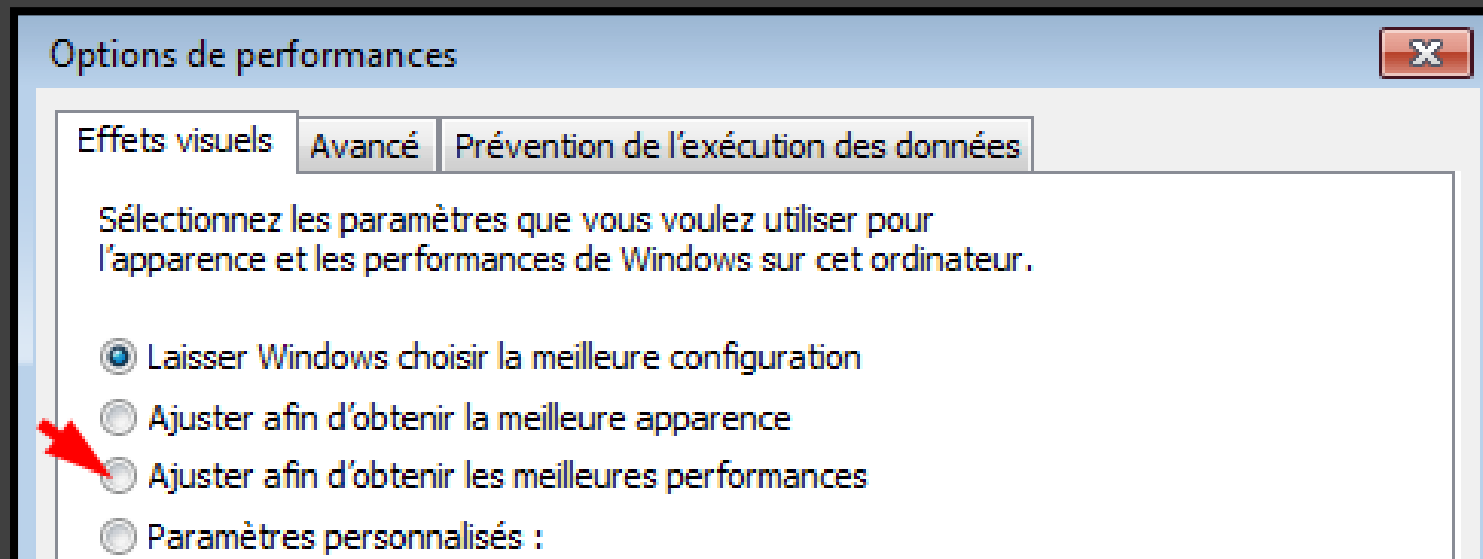 Options de performances
Effets visuels
Avancé
Prévention de l'exécution des données
Sélectionnez les paramètres que vous voulez utiliser pour
l'apparence et les performances de Windows sur cet ordinateur.
Laisser Windows choisir la meilleure configuration
Ajuster afin d'obtenir la meilleure apparence
Ajuster afin d'obtenir les meilleures performances
Paramètres personnalisés :